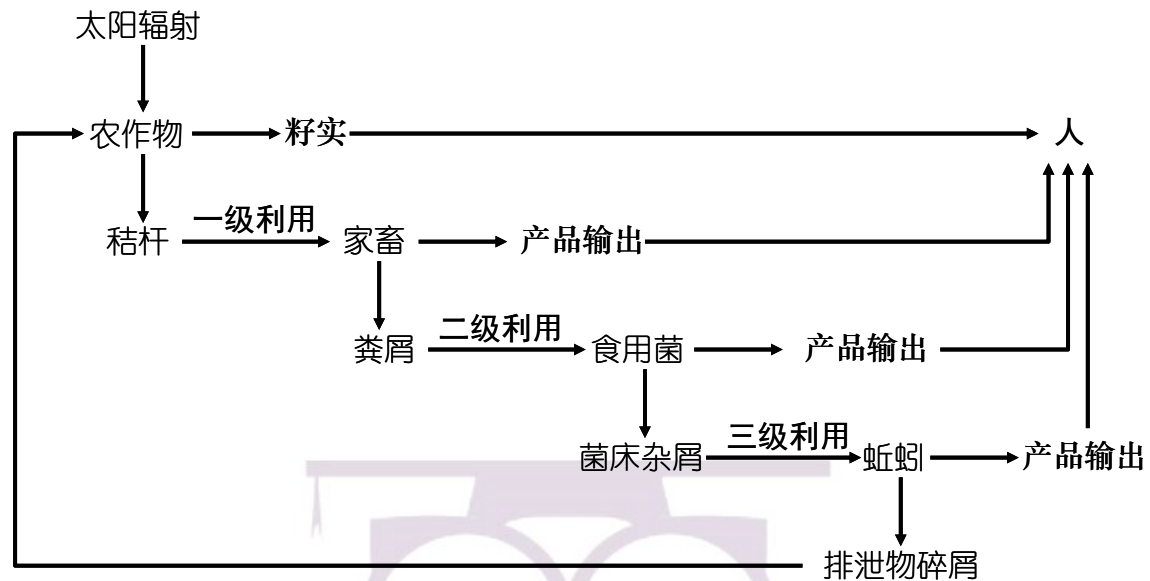 太阳辐射
农作物 籽实 人
一级利用
秸杆 家畜 产品输出
二级利用
粪屑 食用菌 产品输出
三级利用
菌床杂屑 蚯蚓 产品输出
排泄物碎屑